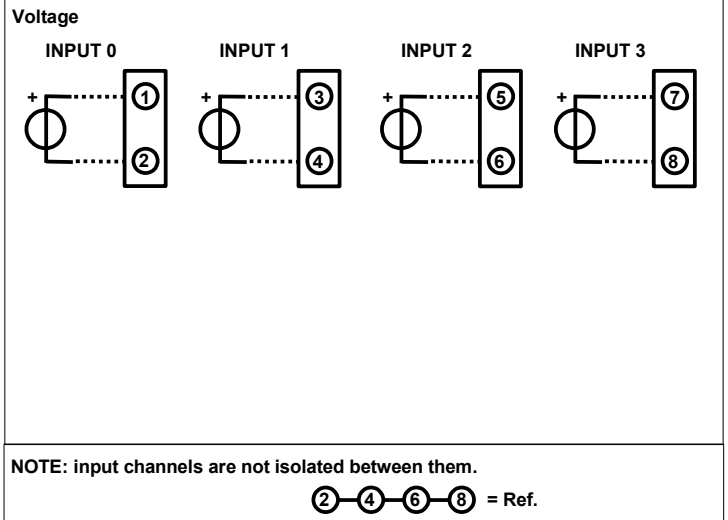 Voltage
INPUT 0 INPUT 1 INPUT 2 INPUT 3
+ 1 + 3 + 5 + 7
2 4 6 8
NOTE: input channels are not isolated between them.
2 4 6 8 = Ref.